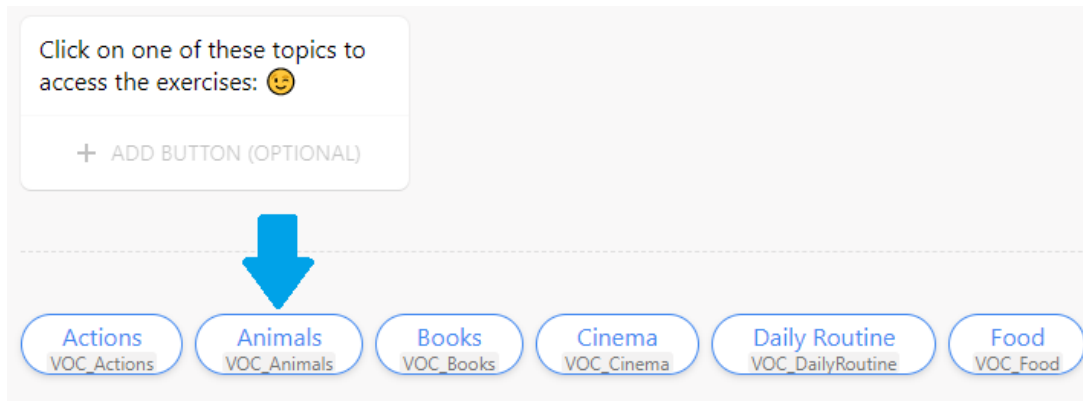 Click on one of these topics to
access the exercises: 😉
+ ADD BUTTON (OPTIONAL)
Actions Animals Books Cinema Daily Routine Food
VOC_Actions VOC_Animals VOC_Books VOC_Cinema VOC_DailyRoutine VOC_Food